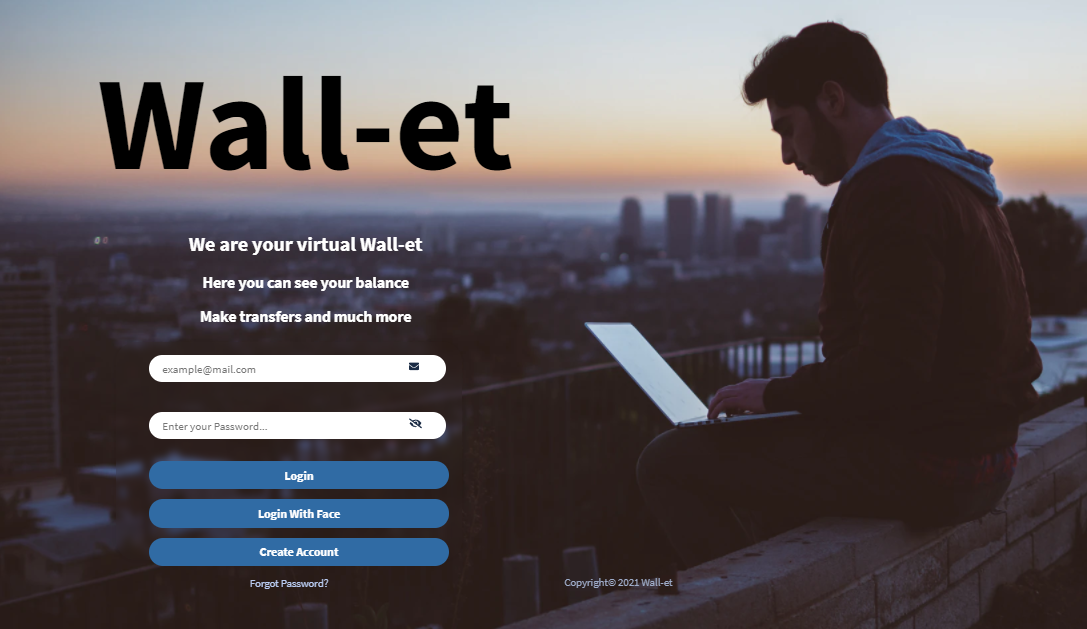 Wall-et
We are your virtual Wall-et
Here you can see your balance
Make transfers and much more
example@mail.com
Enter your Password...
Login
Login With Face
Create Account
Forgot Password?
Copyright© 2021 Wall-et